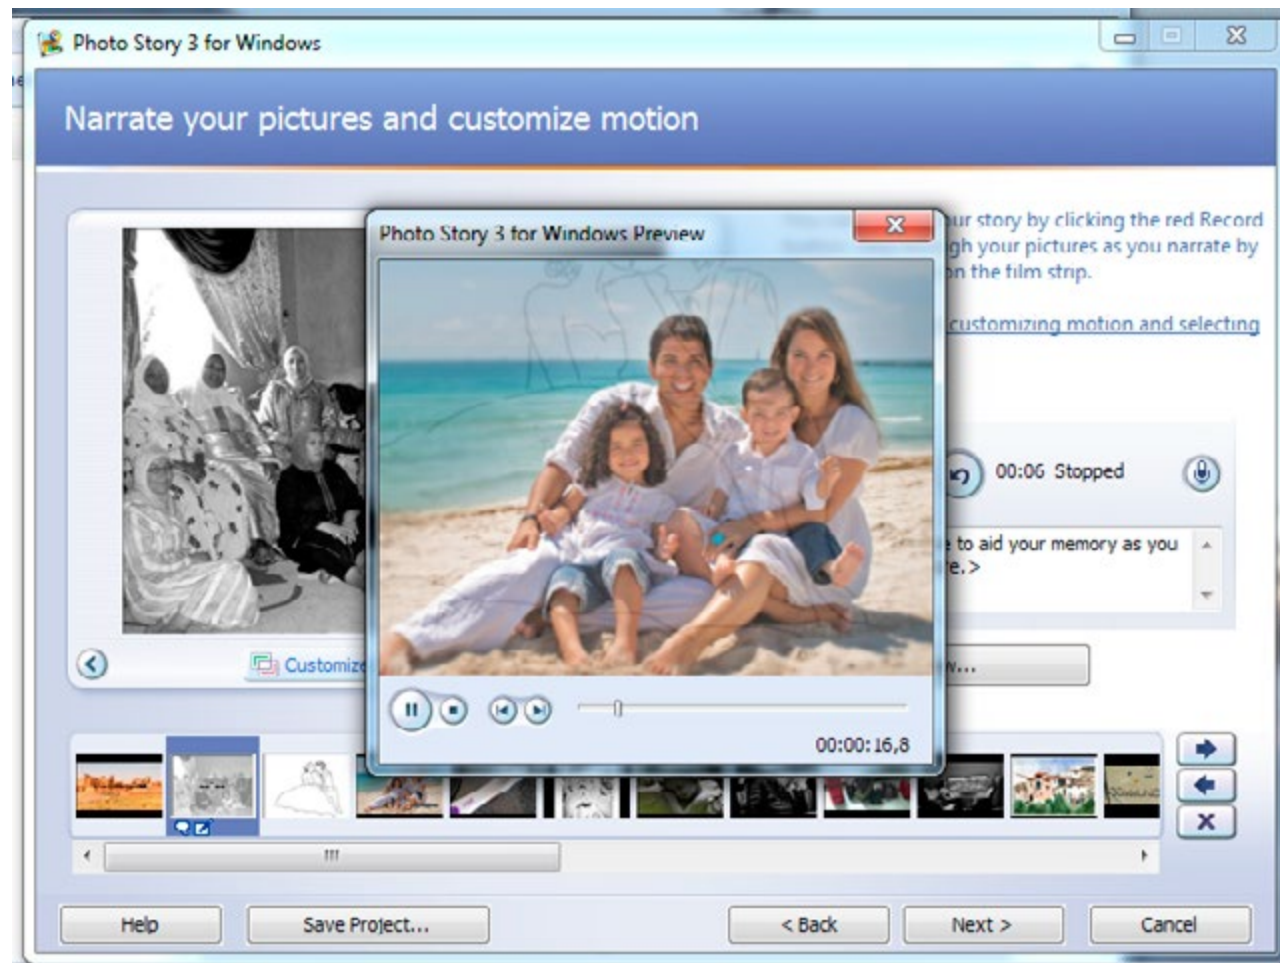 Photo Story 3 for Windows
Narrate your pictures and customize motion
Photo Story 3 for Windows Preview
story by clicking the red Record
your pictures as you narrate by
on the film strip.
customizing motion and selecting
00:06 Stopped
to aid your memory as you
Customize
00:00:16,8
Help
Save Project...
< Back
Next >
Cancel